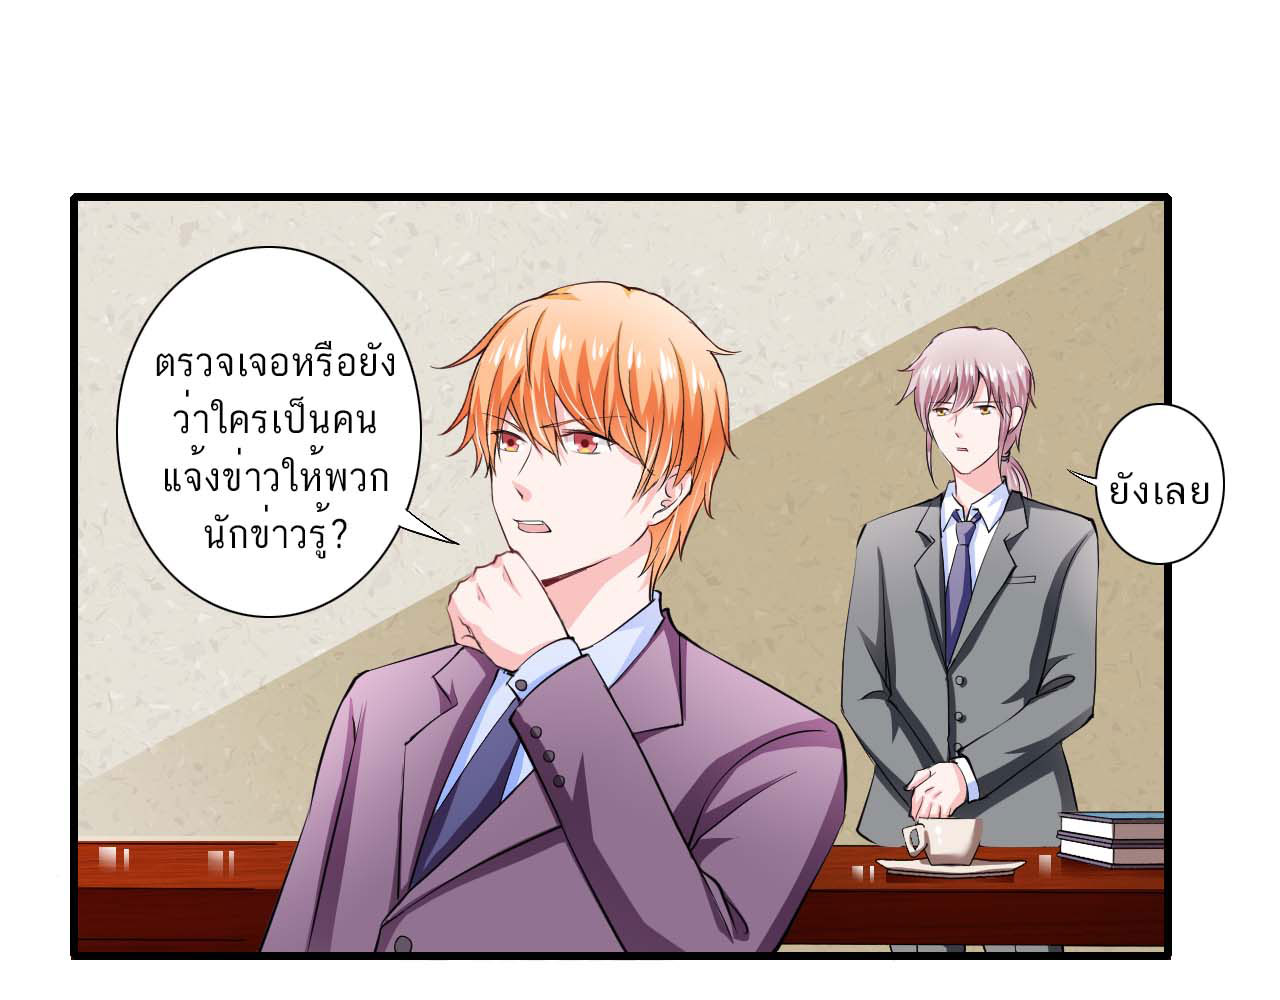 ตรวจเจอหรือยัง
ว่าใครเป็นคน
แจ้งข่าวให้พวก
นักข่าวรู้?
ยังเลย